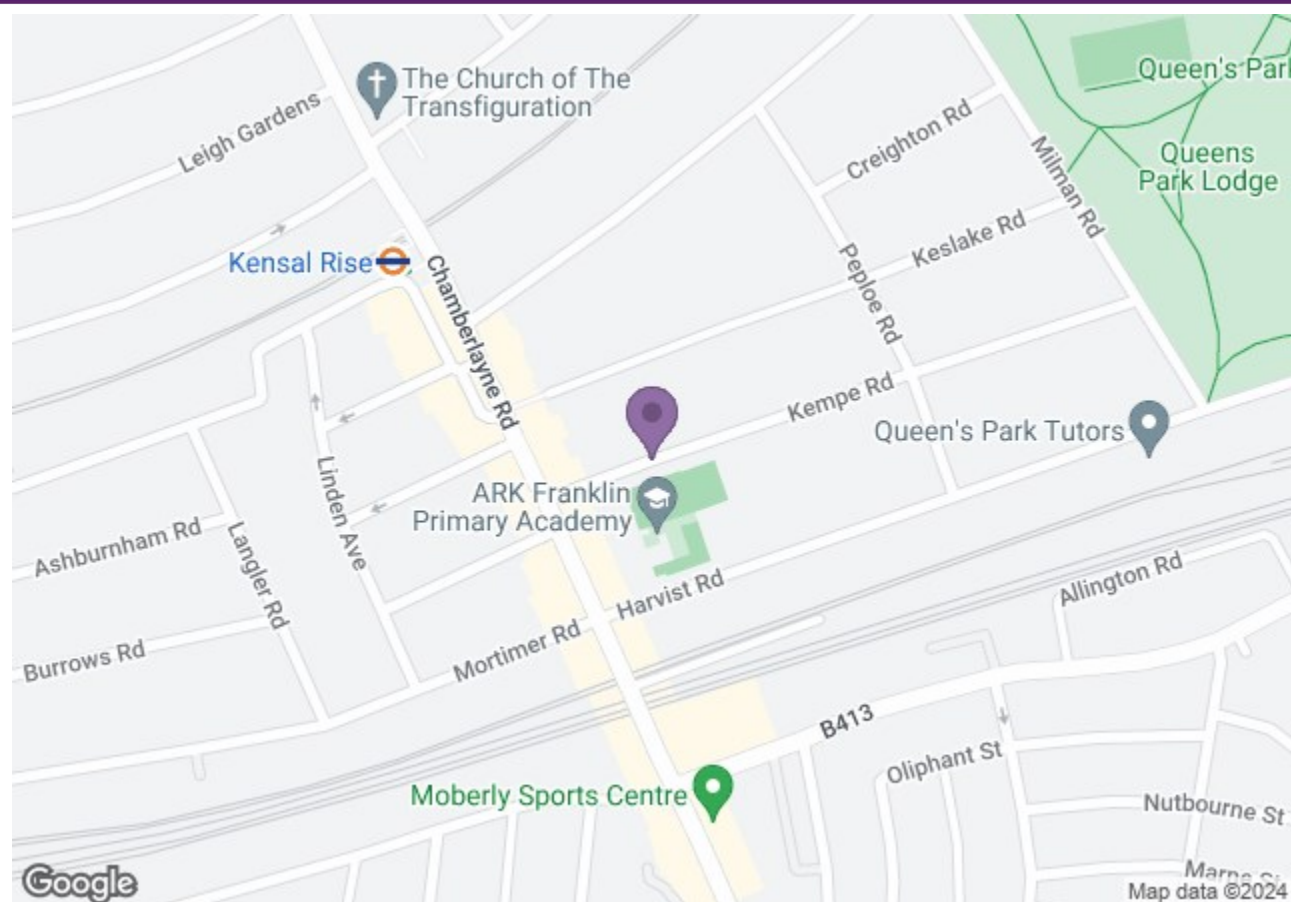 The Church of The
Transfiguration
Queen's Park
Leigh Gardens
Creighton Rd
Queens
Park Lodge
Milman Rd
Kensal Rise
Chamberlayne Rd
Keslake Rd
Peploe Rd
Kempe Rd
Queen's Park Tutors
Linden Ave
ARK Franklin
Primary Academy
Ashburnham Rd
Langler Rd
Harvist Rd
Allington Rd
Mortimer Rd
Burrows Rd
B413
Oliphant St
Moberly Sports Centre
Nutbourne St
Marne St
Google
Map data ©2024